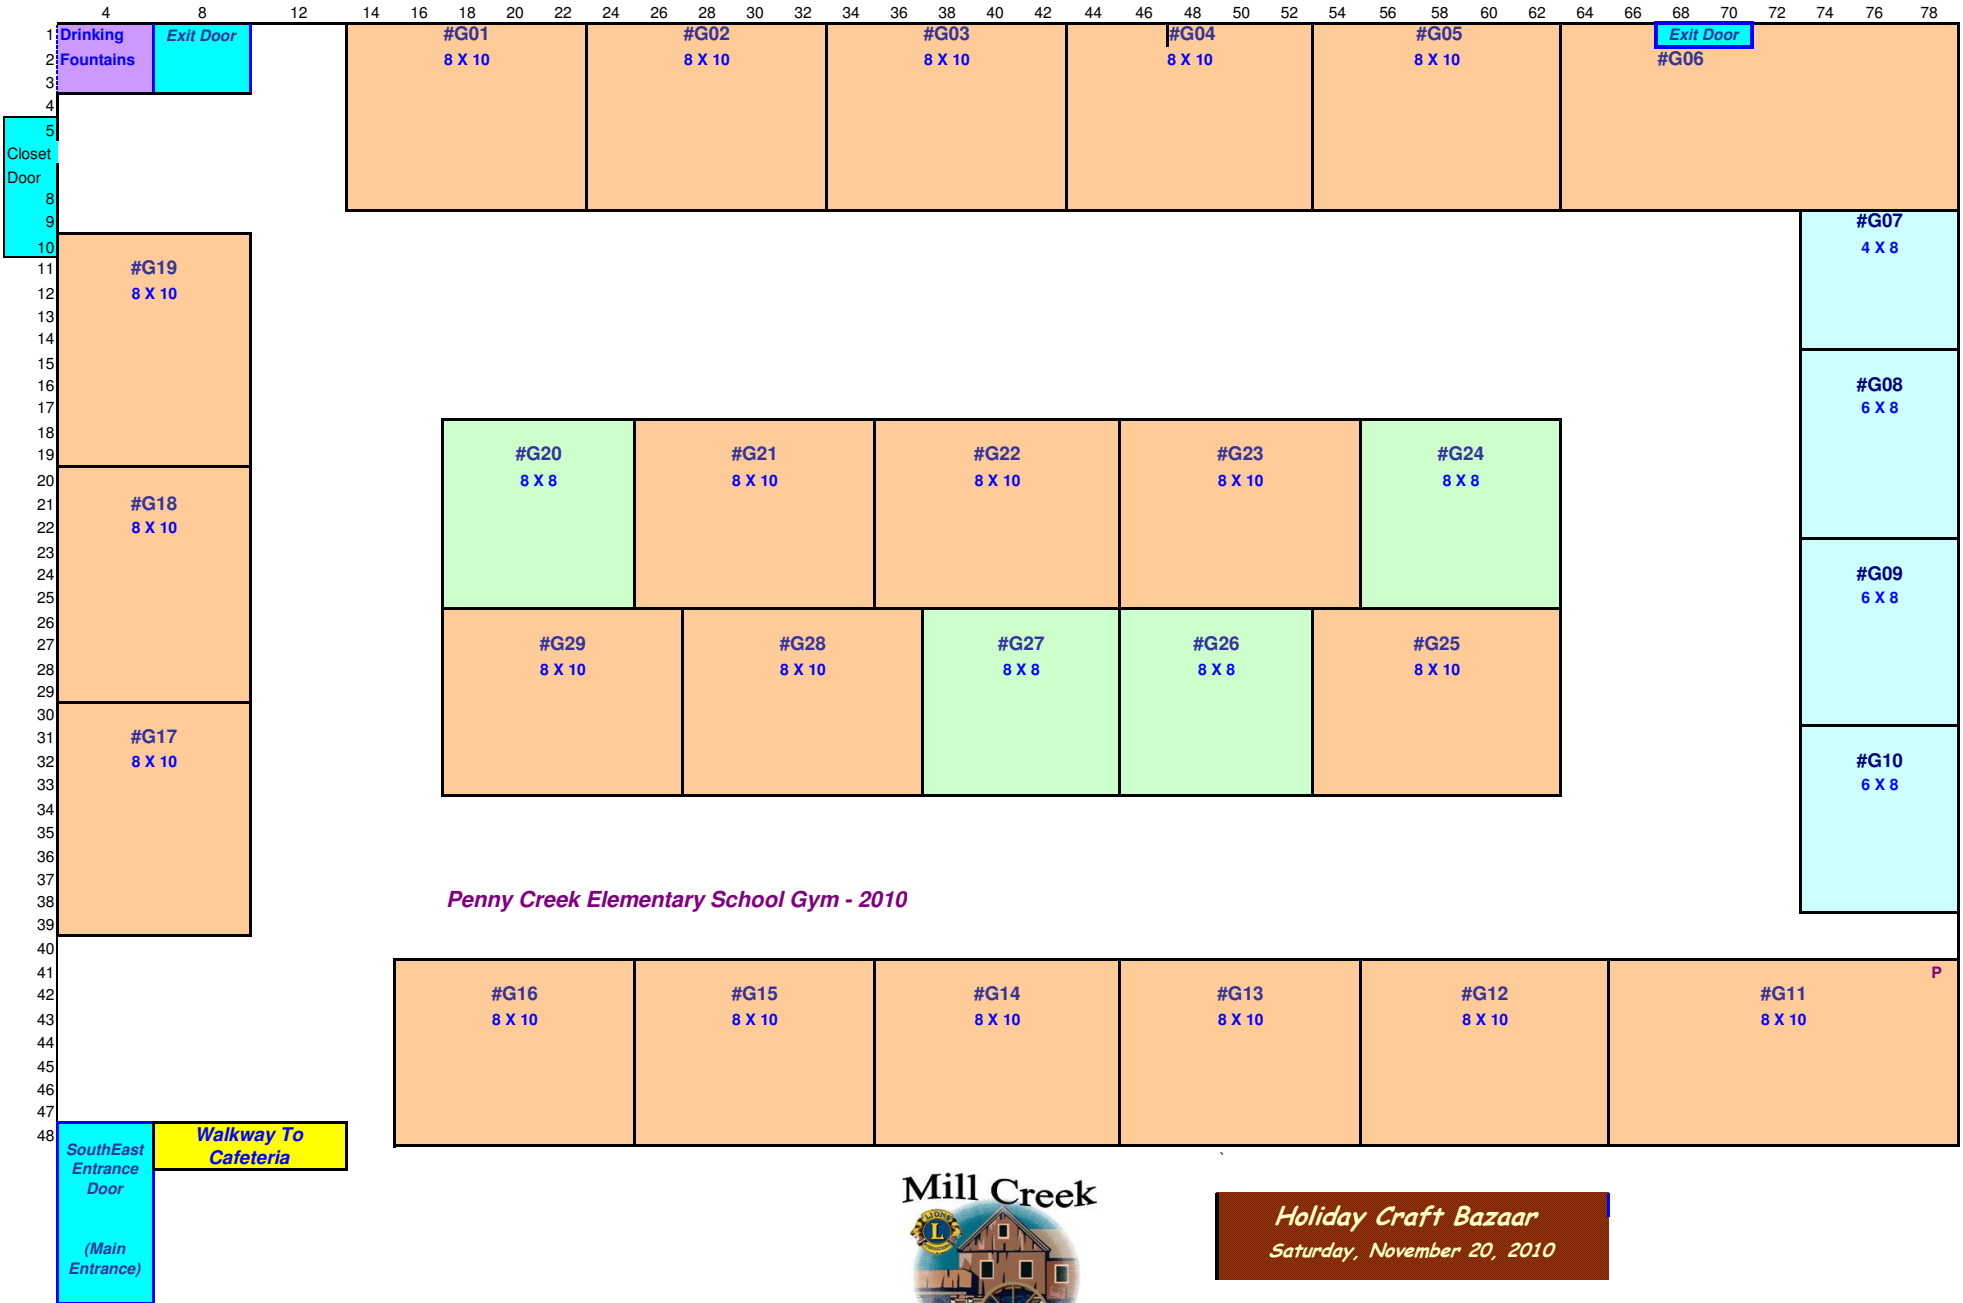 4 8 12 14 16 18 20 22 24 26 28 30 32 34 36 38 40 42 44 46 48 50 52 54 56 58 60 62 64 66 68 70 72 74 76 78
1 Drinking Exit Door #G01 #G02 #G03 #G04 #G05 Exit Door
2 Fountains 8 X 10 8 X 10 8 X 10 8 X 10 8 X 10 #G06
3
4
5
Closet
Door
8
9 #G07
10 4 X 8
11 #G19
12 8 X 10
13
14
15
16 #G08
17 6 X 8
18
19 #G20 #G21 #G22 #G23 #G24
20 8 X 8 8 X 10 8 X 10 8 X 10 8 X 8
21 #G18
22 8 X 10
23
24 #G09
25 6 X 8
26
27 #G29 #G28 #G27 #G26 #G25
28 8 X 10 8 X 10 8 X 8 8 X 8 8 X 10
29
30
31 #G17
32 8 X 10 #G10
33 6 X 8
34
35
36
37
38 Penny Creek Elementary School Gym - 2010
39
40
41 P
42 #G16 #G15 #G14 #G13 #G12 #G11
43 8 X 10 8 X 10 8 X 10 8 X 10 8 X 10 8 X 10
44
45
46
47
48 Walkway To
Cafeteria
SouthEast
Entrance
Door
(Main
Entrance)
Mill Creek
LIONS
L
Holiday Craft Bazaar
Saturday, November 20, 2010